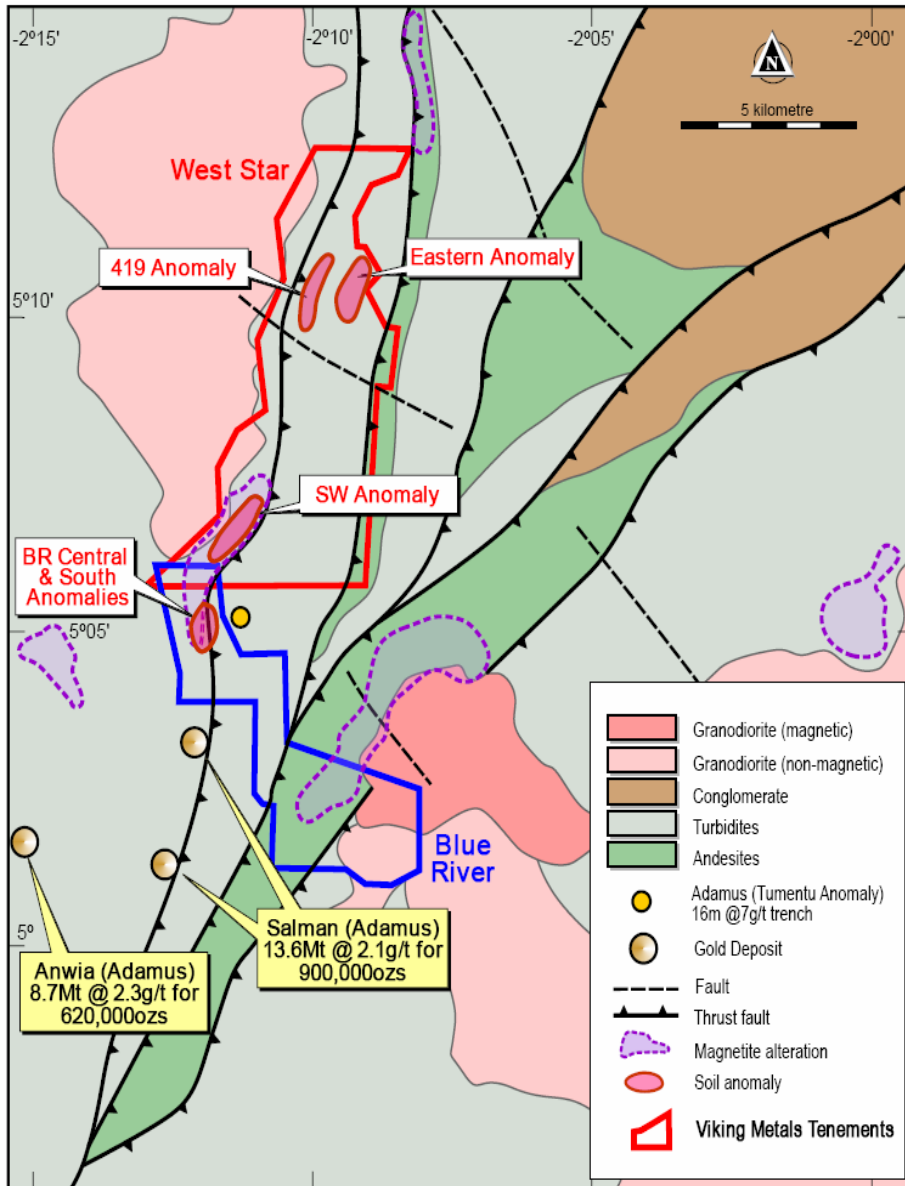 -2º15'
-2º10'
-2º05'
-2º00'
N
5 kilometre
West Star
419 Anomaly
Eastern Anomaly
5º10'
SW Anomaly
BR Central
& South
Anomalies
5º05'
Blue
River
5º
Salman (Adamus)
13.6Mt @ 2.1g/t for
900,000ozs
Anwia (Adamus)
8.7Mt @ 2.3g/t for
620,000ozs
Granodiorite (magnetic)
Granodiorite (non-magnetic)
Conglomerate
Turbidites
Andesites
Adamus (Tumentu Anomaly)
16m @7g/t trench
Gold Deposit
Fault
Thrust fault
Magnetite alteration
Soil anomaly
Viking Metals Tenements